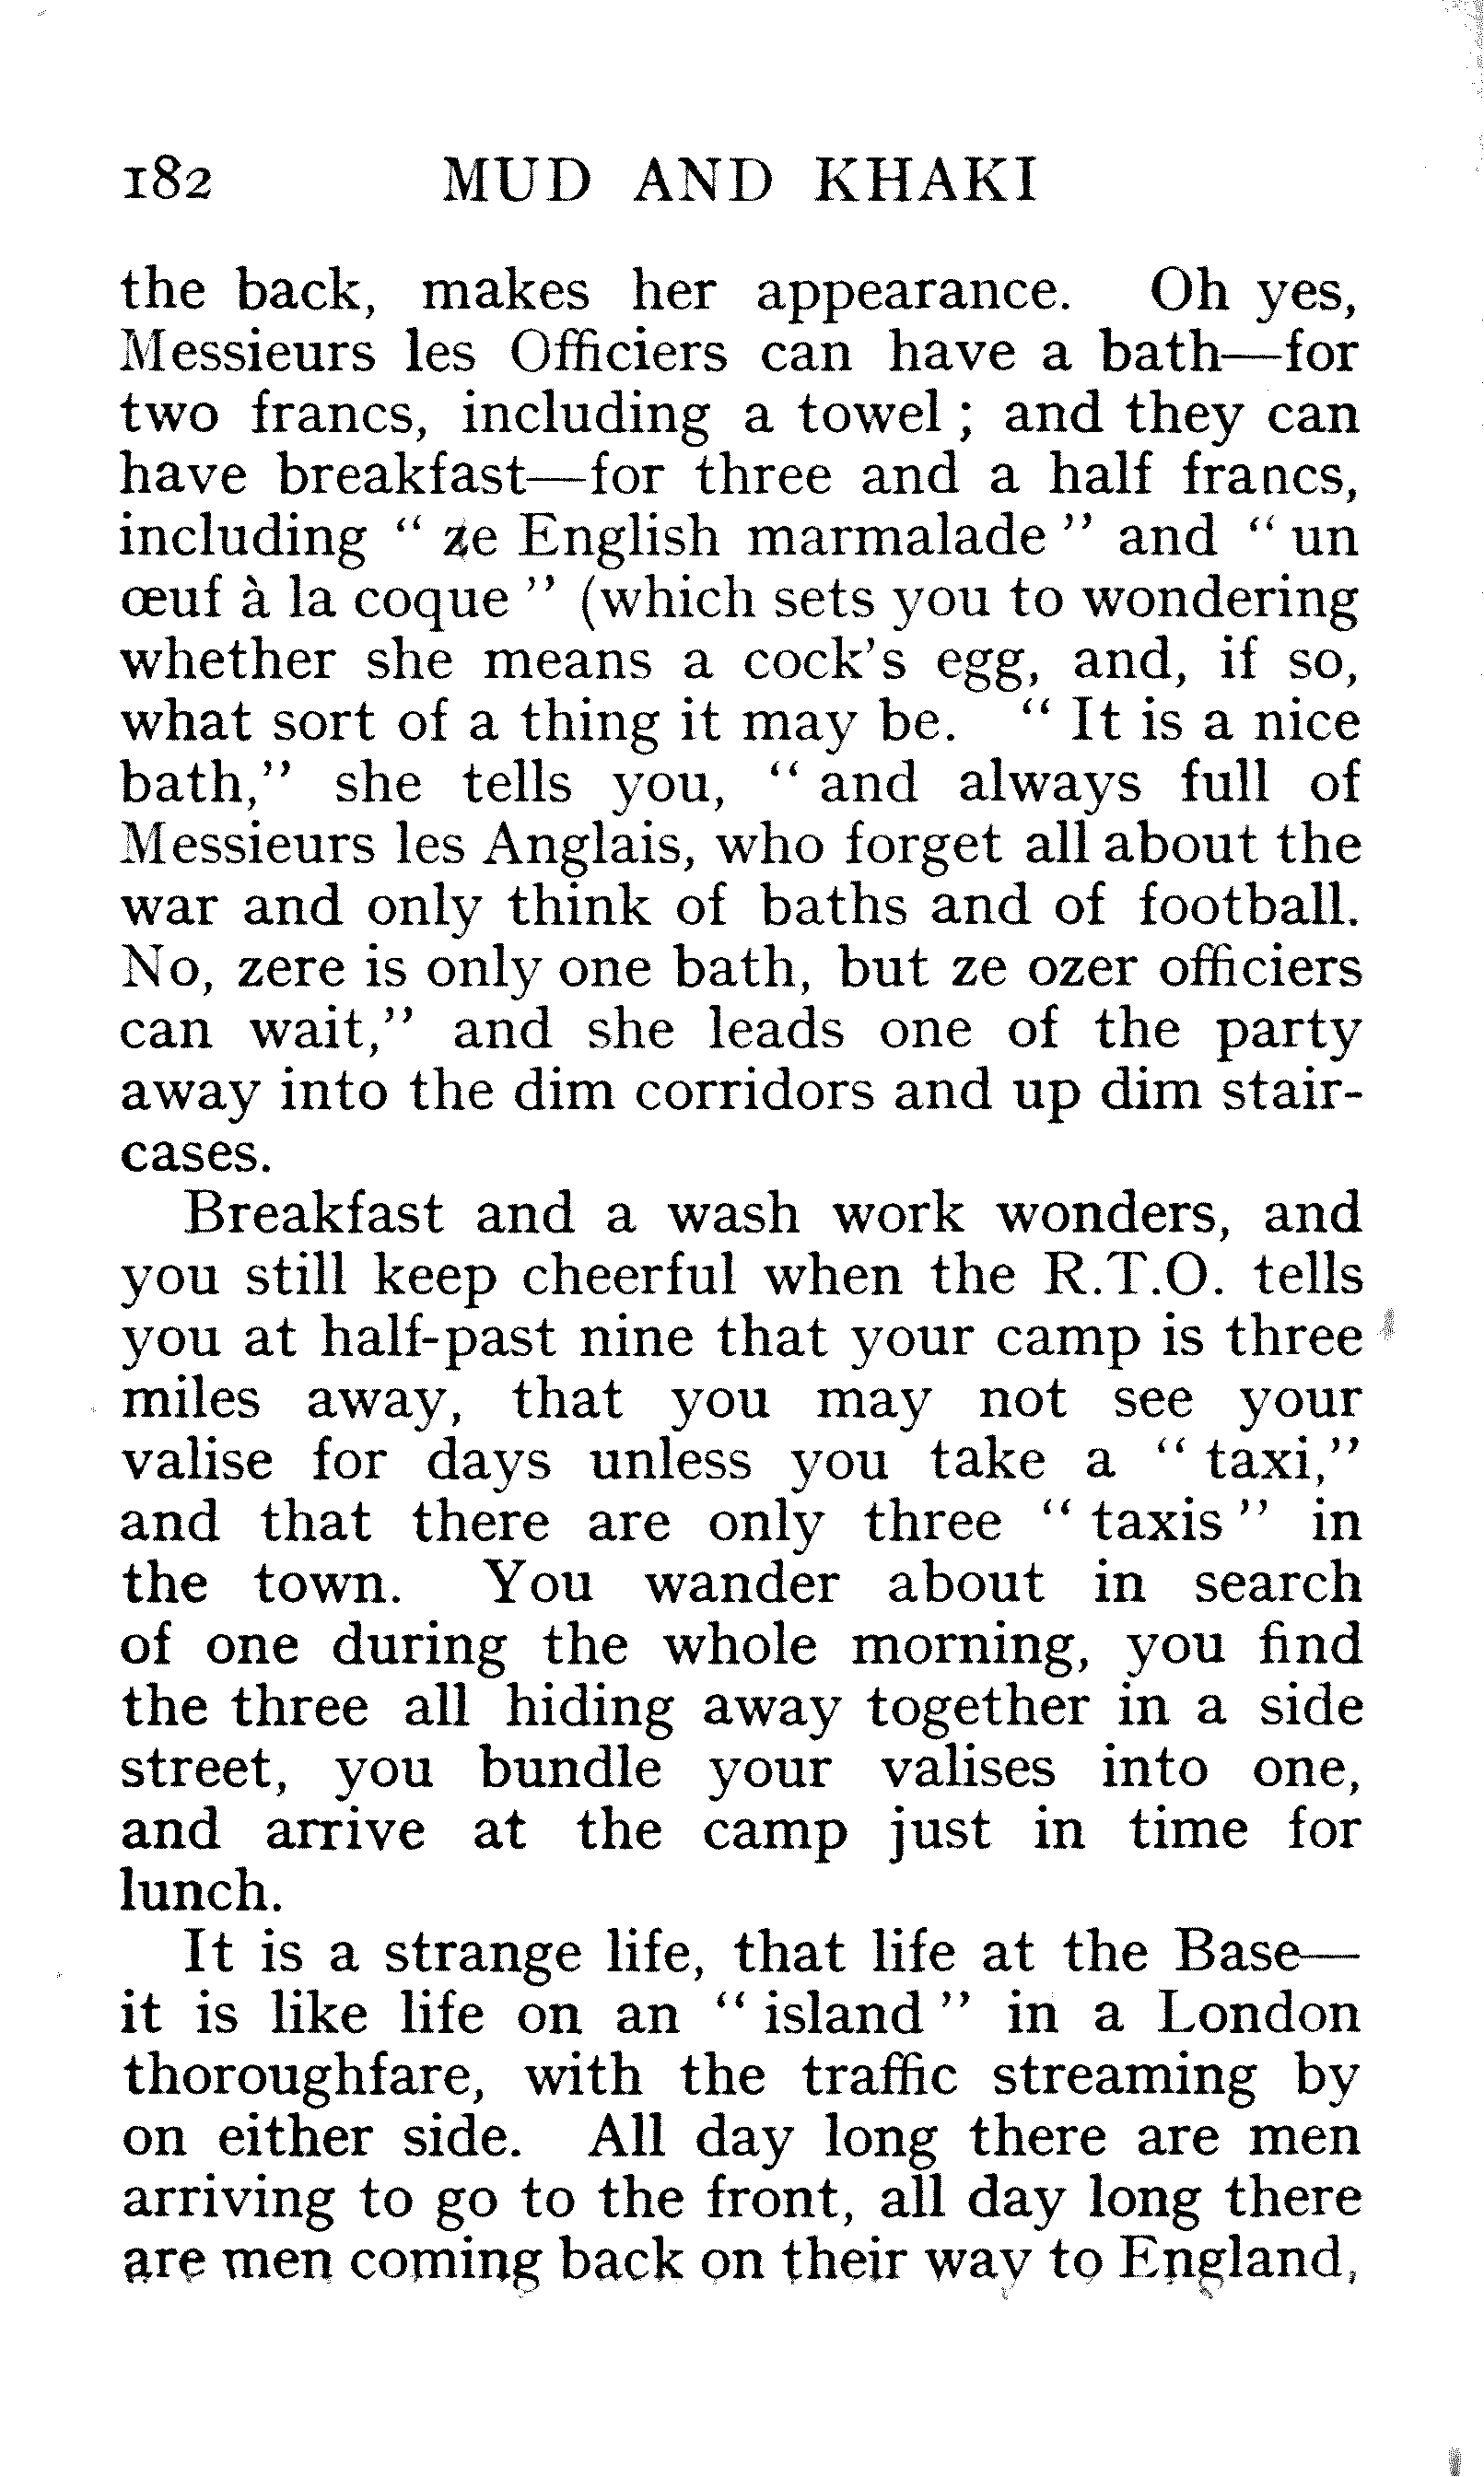 182 MUD AND KHAKI
the back, makes her appearance. Oh yes,
Messieurs les Officiers can have a bath—for
two francs, including a towel ; and they can
have breakfast—for three and a half francs,
including “ ze English marmalade ” and “ un
œuf à la coque ” (which sets you to wondering
whether she means a cock’s egg, and, if so,
what sort of a thing it may be. “ It is a nice
bath,” she tells you, “ and always full of
Messieurs les Anglais, who forget all about the
war and only think of baths and of football.
No, zere is only one bath, but ze ozer officiers
can wait,” and she leads one of the party
away into the dim corridors and up dim stair-
cases.
Breakfast and a wash work wonders, and
you still keep cheerful when the R.T.O. tells
you at half-past nine that your camp is three
miles away, that you may not see your
valise for days unless you take a “ taxi,”
and that there are only three “ taxis ” in
the town. You wander about in search
of one during the whole morning, you find
the three all hiding away together in a side
street, you bundle your valises into one,
and arrive at the camp just in time for
lunch.
It is a strange life, that life at the Base—
it is like life on an “ island ” in a London
thoroughfare, with the traffic streaming by
on either side. All day long there are men
arriving to go to the front, all day long there
are men coming back on their way to England,